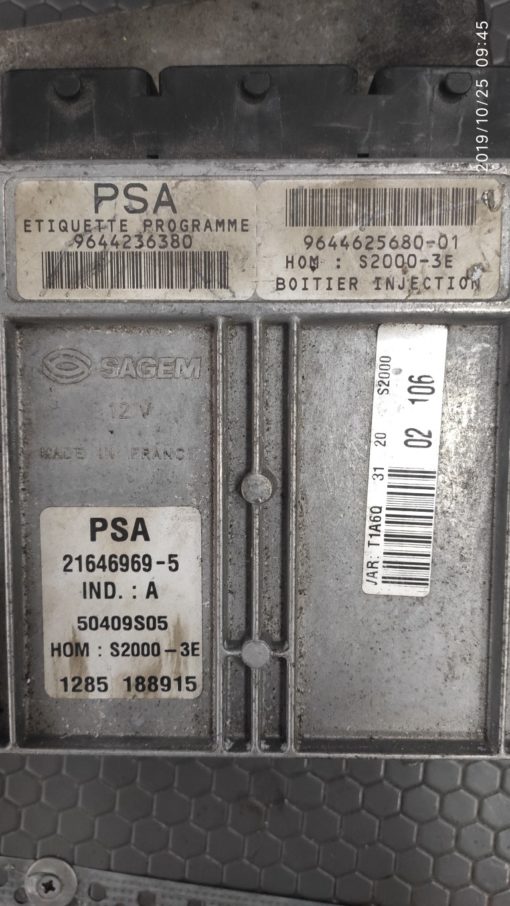 2019/10/25 09:45
PSA
ETIQUETTE PROGRAMME
9644236380
9644625680-01
HOM : S2000-3E
BOITIER INJECTION
SAGEM
12 V
MADE IN FRANCE
PSA
21646969-5
IND. : A
50409S05
HOM : S2000-3E
1285 188915
JAR: T1A6Q 31 20 S2000
02 106